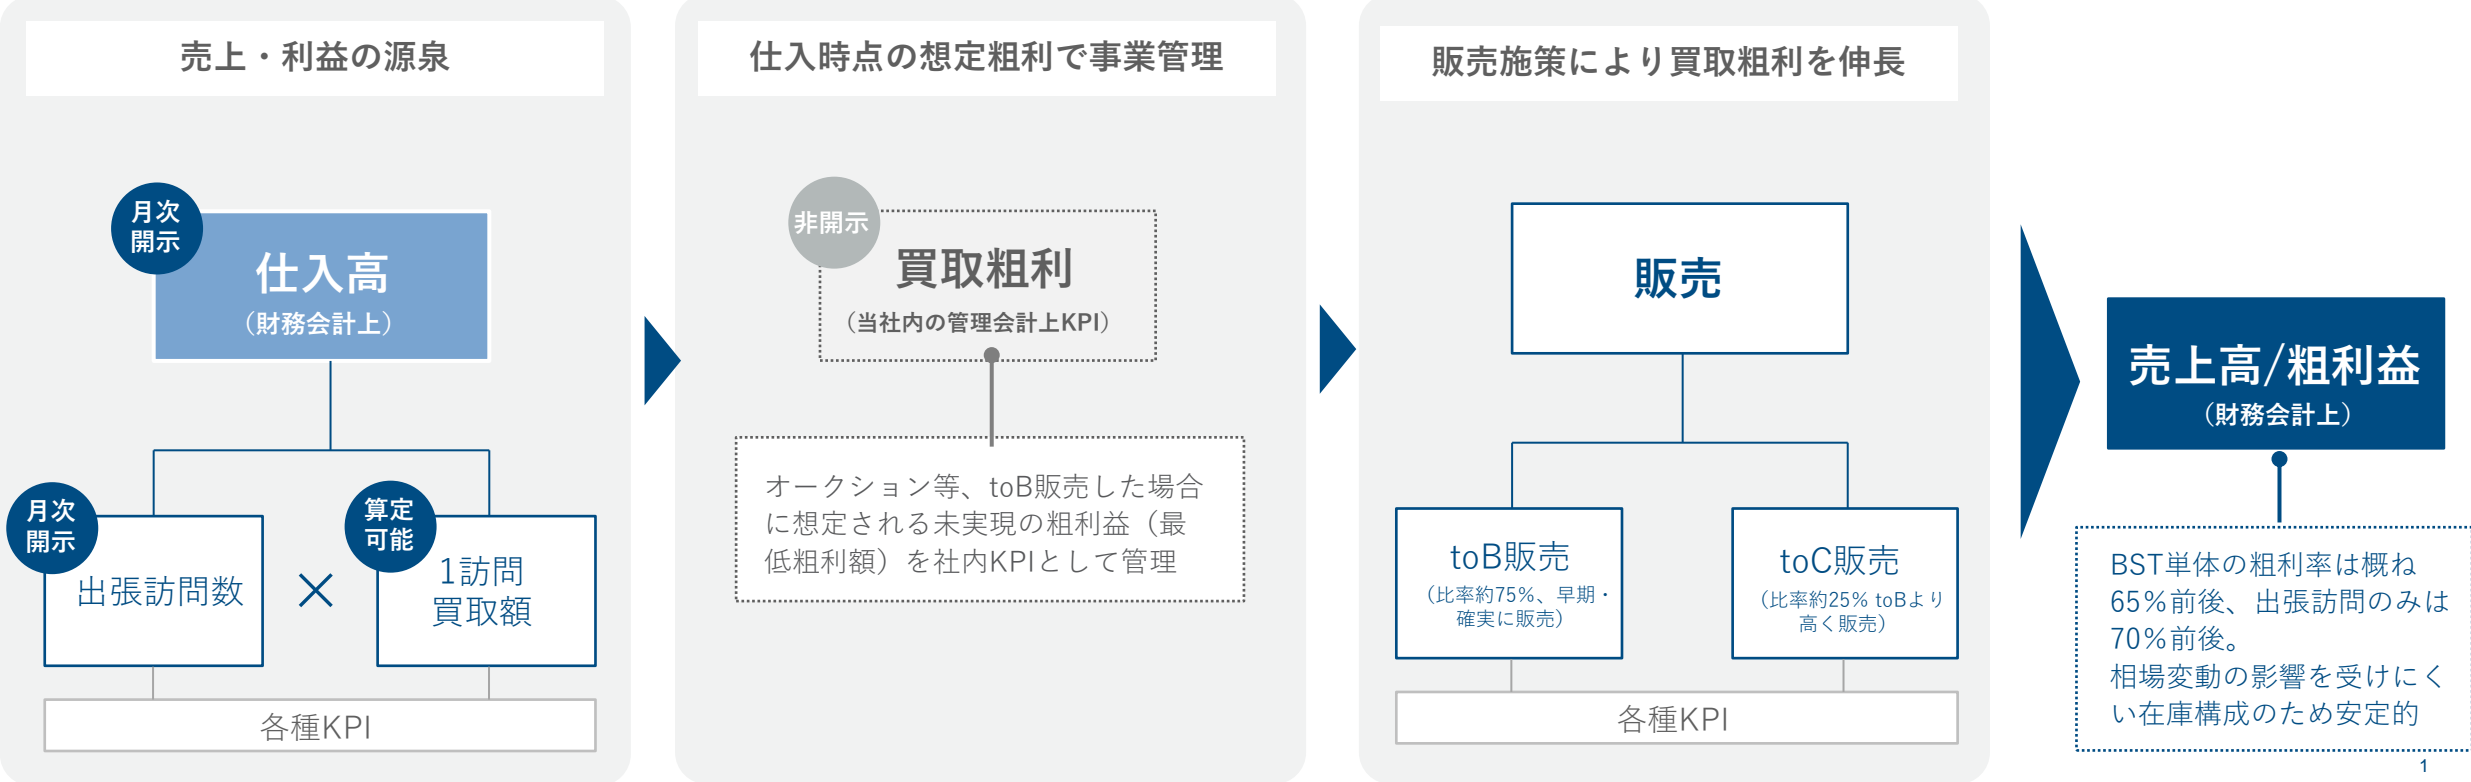 売上・利益の源泉
月次
開示
仕入高
（財務会計上）
月次
開示
出張訪問数
×
算定
可能
1訪問
買取額
各種KPI
仕入時点の想定粗利で事業管理
非開示
買取粗利
（当社内の管理会計上KPI）
オークション等、toB販売した場合
に想定される未実現の粗利益（最
低粗利額）を社内KPIとして管理
販売施策により買取粗利を伸長
販売
toB販売
（比率約75%、早期・
確実に販売）
toC販売
（比率約25% toBより
高く販売）
各種KPI
売上高/粗利益
（財務会計上）
BST単体の粗利率は概ね
65%前後、出張訪問のみは
70%前後。
相場変動の影響を受けにく
い在庫構成のため安定的
1